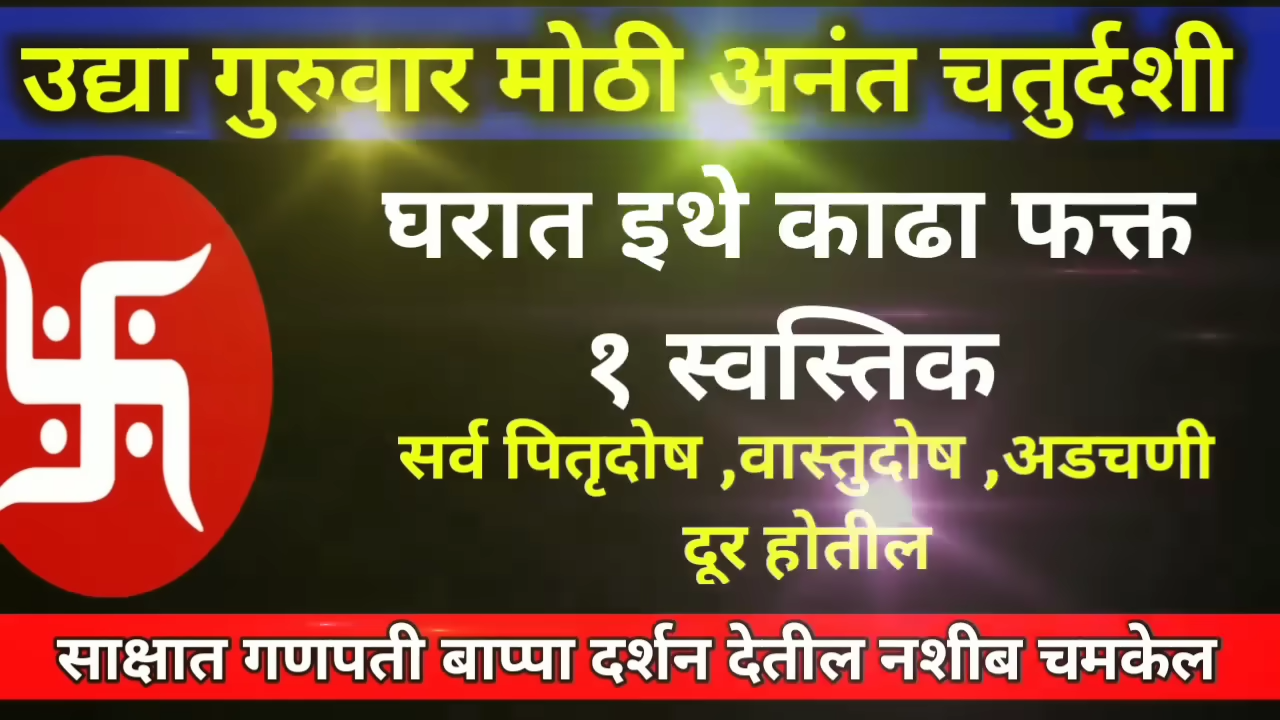 उद्या गुरुवार मोठी अनंत चतुर्दशी
घरात इथे काढा फक्त
१ स्वस्तिक
सर्व पितृदोष ,वास्तुदोष ,अडचणी
दूर होतील
साक्षात गणपती बाप्पा दर्शन देतील नशीब चमकेल